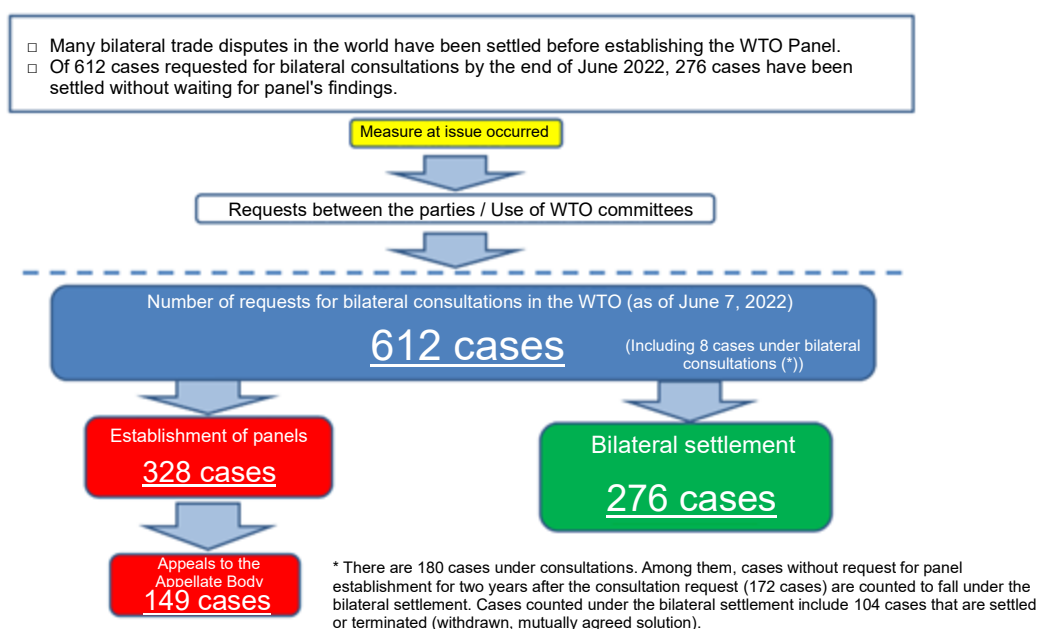 □ Many bilateral trade disputes in the world have been settled before establishing the WTO Panel.
□ Of 612 cases requested for bilateral consultations by the end of June 2022, 276 cases have been
settled without waiting for panel's findings.
Measure at issue occurred
Requests between the parties / Use of WTO committees
Number of requests for bilateral consultations in the WTO (as of June 7, 2022)
612 cases
(Including 8 cases under bilateral
consultations (*))
Establishment of panels
328 cases
Bilateral settlement
276 cases
Appeals to the
Appellate Body
149 cases
* There are 180 cases under consultations. Among them, cases without request for panel
establishment for two years after the consultation request (172 cases) are counted to fall under the
bilateral settlement. Cases counted under the bilateral settlement include 104 cases that are settled
or terminated (withdrawn, mutually agreed solution).